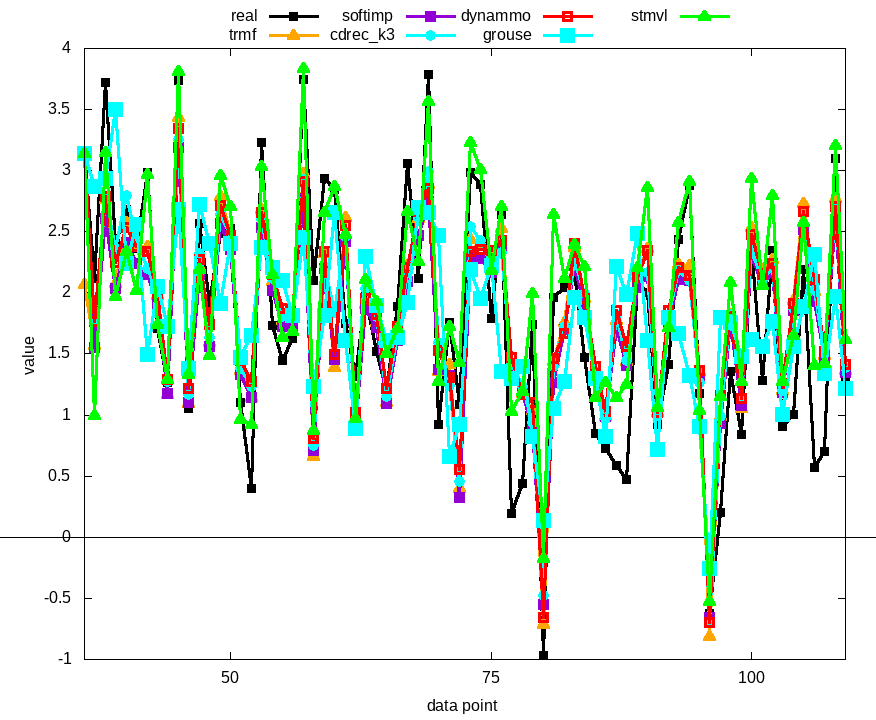 real softimp dynammo stmvl
trmf cdrec_k3 grouse
4
3.5
3
2.5
2
1.5
1
0.5
0
-0.5
-1
50 75 100
value
data point